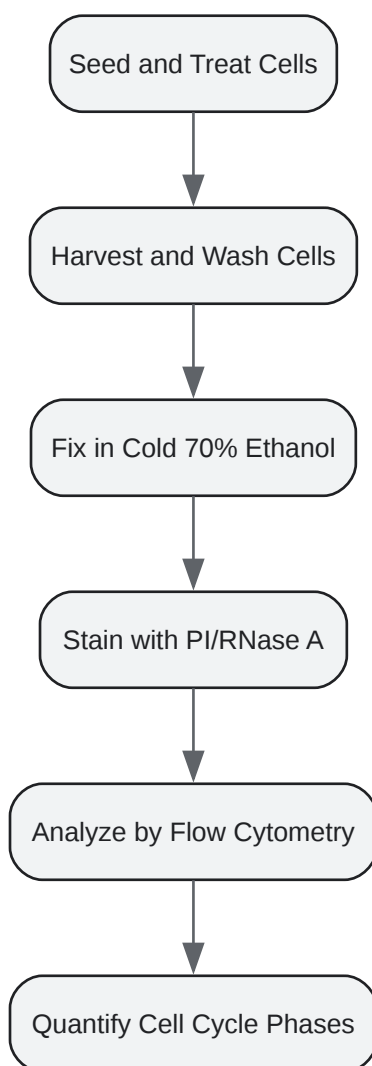 Seed and Treat Cells
Harvest and Wash Cells
Fix in Cold 70% Ethanol
Stain with PI/RNase A
Analyze by Flow Cytometry
Quantify Cell Cycle Phases